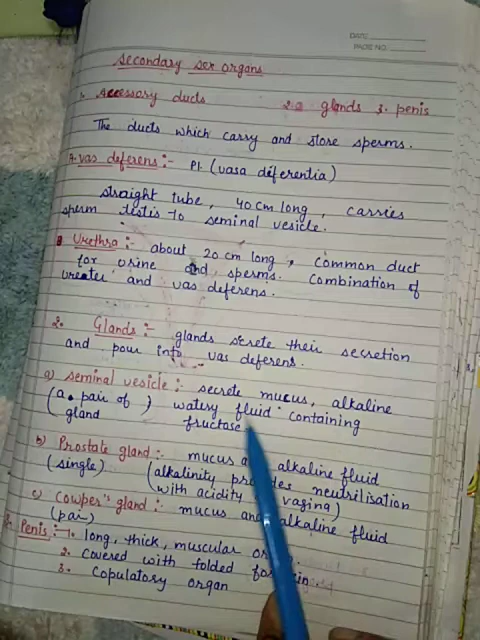 DATE
PAGE NO.
Secondary sex organs
1. Accessory ducts 2. glands 3. penis
The ducts which carry and store sperms.
A. vas deferens :- Pl. (vasa diferentia)
straight tube, 40 cm long, carries
sperm testis to seminal vesicle.
B Urethra :- about 20 cm long, common duct
for urine and sperms. Combination of
ureter and vas deferens.
2. Glands :- glands secrete their secretion
and pour into vas deferens.
a) seminal vesicle :- secrete mucus, alkaline
(a pair of ) watery fluid containing
gland fructose
b) Prostate gland :- mucus alkaline fluid
(single) (alkalinity neutrilisation
with acidity vagina)
c) Cowper's gland :- mucus and alkaline fluid
(pair)
3. Penis :- 1. long, thick, muscular
2. covered with folded
3. Copulatory organ